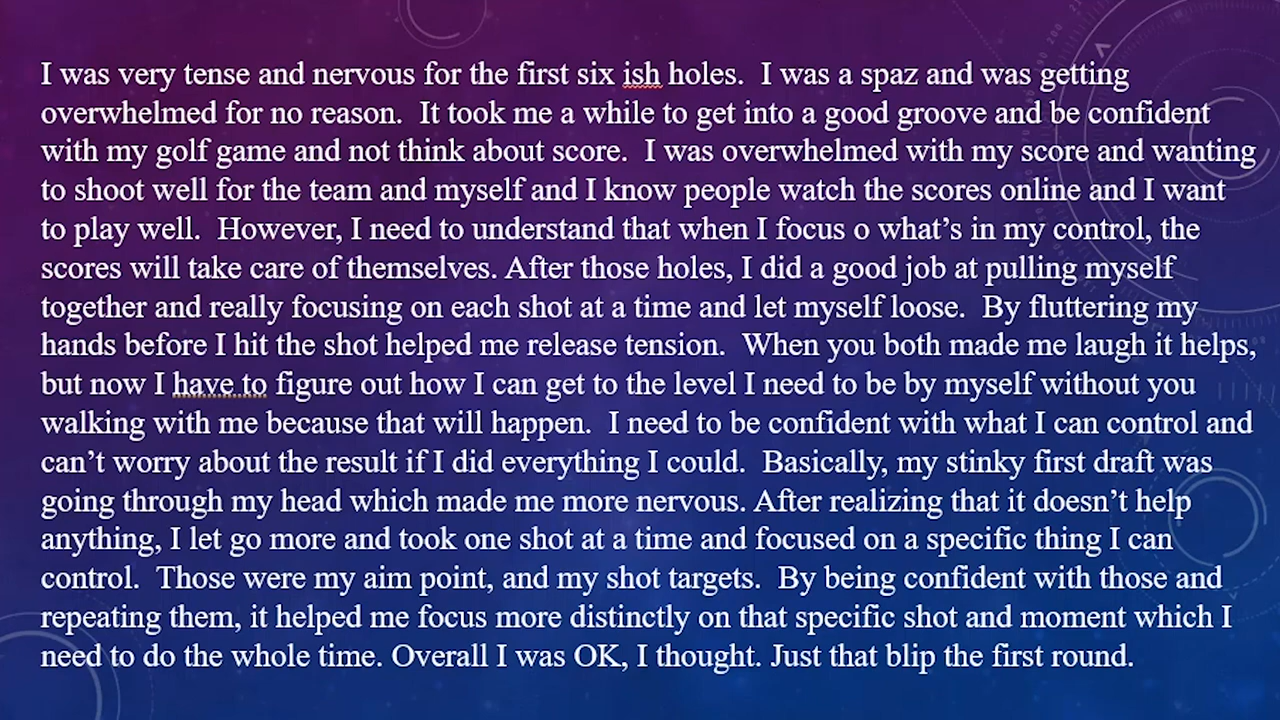 I was very tense and nervous for the first six ish holes.  I was a spaz and was getting
overwhelmed for no reason.  It took me a while to get into a good groove and be confident
with my golf game and not think about score.  I was overwhelmed with my score and wanting
to shoot well for the team and myself and I know people watch the scores online and I want
to play well.  However, I need to understand that when I focus o what’s in my control, the
scores will take care of themselves. After those holes, I did a good job at pulling myself
together and really focusing on each shot at a time and let myself loose.  By fluttering my
hands before I hit the shot helped me release tension.  When you both made me laugh it helps,
but now I have to figure out how I can get to the level I need to be by myself without you
walking with me because that will happen.  I need to be confident with what I can control and
can’t worry about the result if I did everything I could.  Basically, my stinky first draft was
going through my head which made me more nervous. After realizing that it doesn’t help
anything, I let go more and took one shot at a time and focused on a specific thing I can
control.  Those were my aim point, and my shot targets.  By being confident with those and
repeating them, it helped me focus more distinctly on that specific shot and moment which I
need to do the whole time. Overall I was OK, I thought. Just that blip the first round.